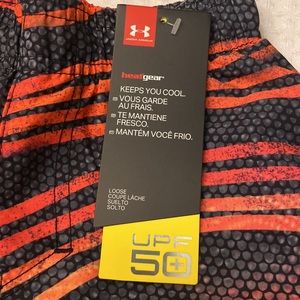 UNDER ARMOUR
heatgear®
KEEPS YOU COOL.
VOUS GARDE
AU FRAIS.
TE MANTIENE
FRESCO.
MANTÉM VOCÊ FRIO.
LOOSE
COUPE LÂCHE
SUELTO
SOLTO
UPF
50+